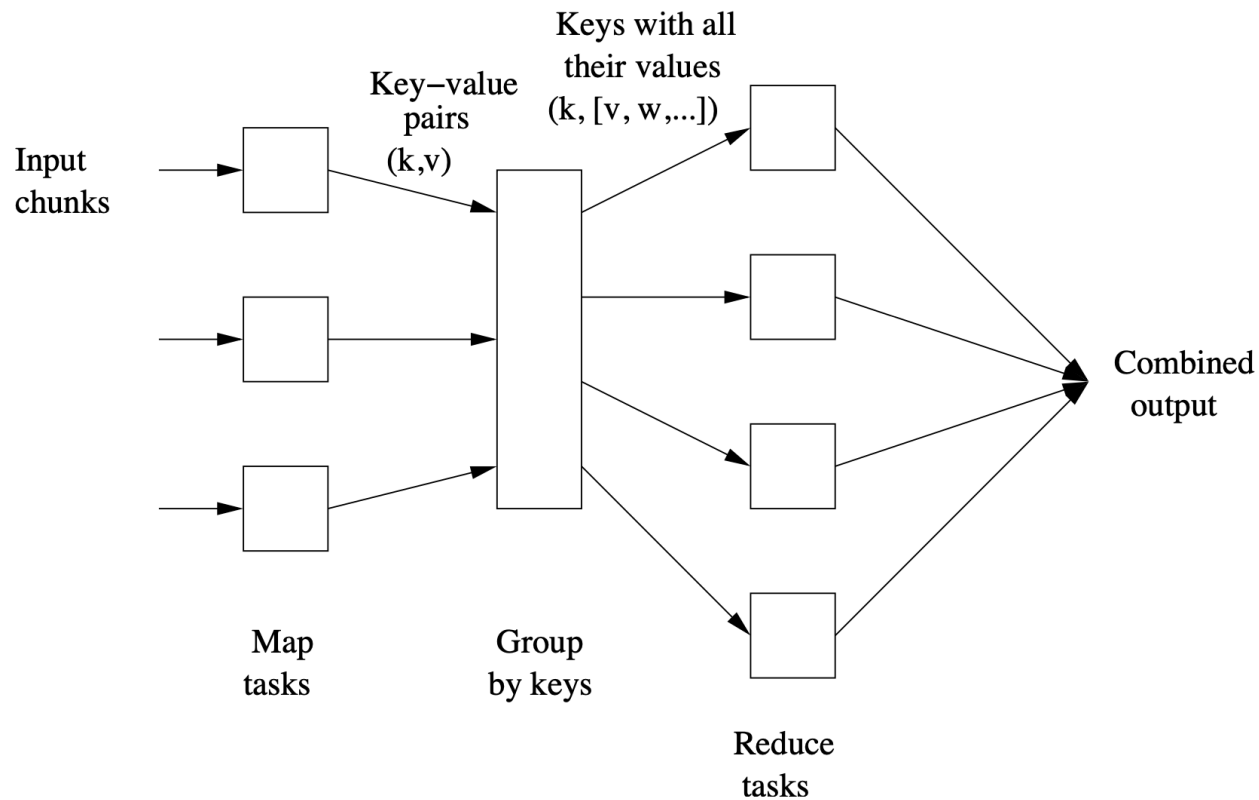 Input
chunks
Map
tasks
Key−value
pairs
(k,v)
Group
by keys
Keys with all
their values
(k, [v, w,...])
Reduce
tasks
Combined
output